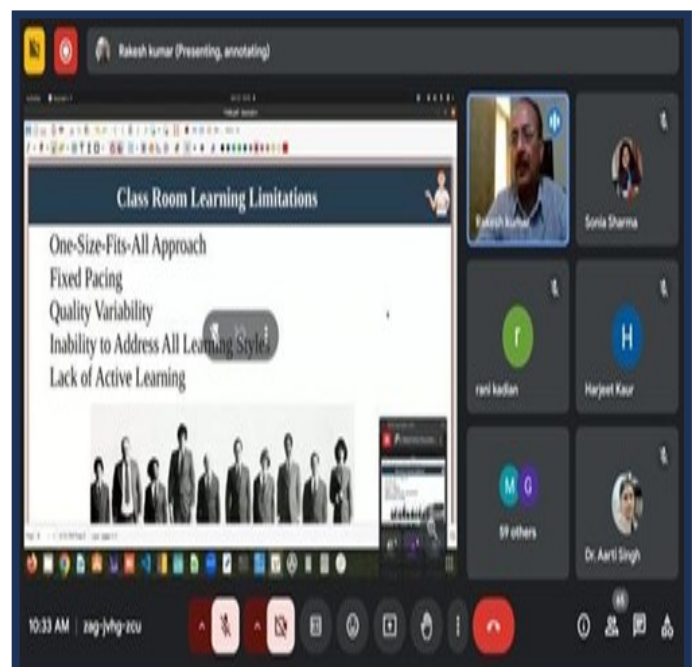 Rakesh kumar (Presenting, annotating)
Class Room Learning Limitations
One-Size-Fits-All Approach
Fixed Pacing
Quality Variability
Inability to Address All Learning Styles
Lack of Active Learning
Rakesh kumar
Sonia Sharma
r
rani kadian
H
Harjeet Kaur
M G
59 others
Dr. Aarti Singh
10:33 AM | zag-jvhg-zcu
65